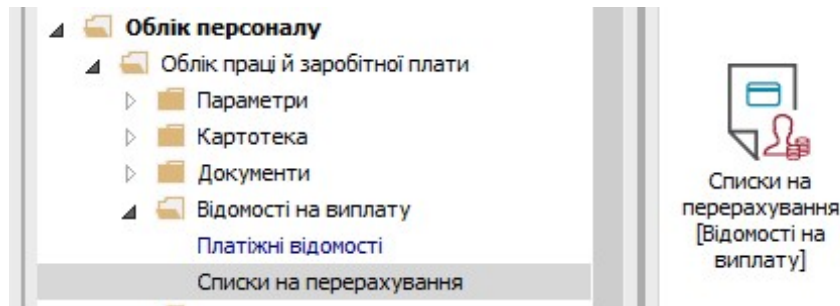 Облік персоналу
Облік праці й заробітної плати
Параметри
Картотека
Документи
Відомості на виплату
Платіжні відомості
Списки на перерахування
Списки на
перерахування
[Відомості на
виплату]